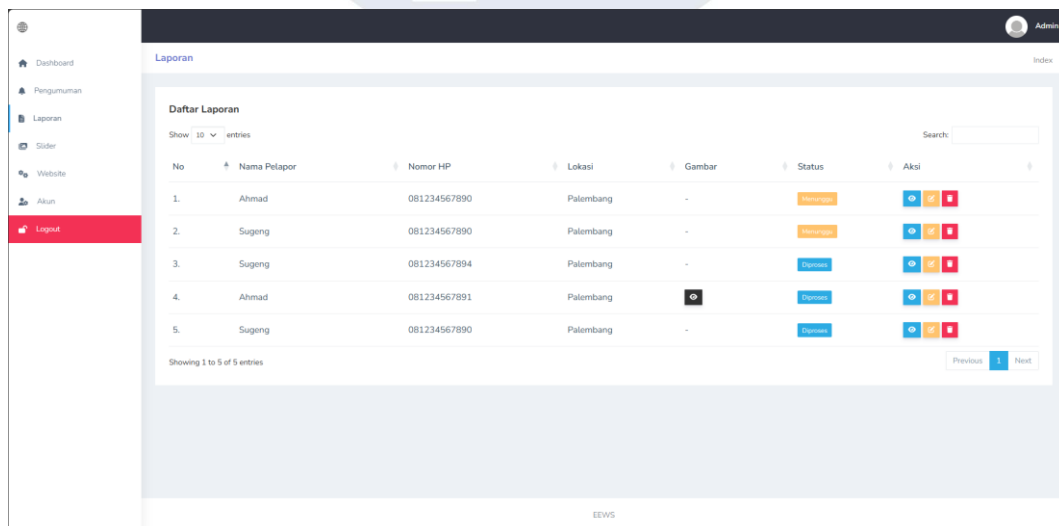 Admin
Dashboard
Pengumuman
Laporan
Slider
Website
Akun
Logout
Laporan
Index
Daftar Laporan
Show 10 entries
Search:
No Nama Pelapor Nomor HP Lokasi Gambar Status Aksi
1. Ahmad 081234567890 Palembang - Menunggu
2. Sugeng 081234567890 Palembang - Menunggu
3. Sugeng 081234567894 Palembang - Diproses
4. Ahmad 081234567891 Palembang Diproses
5. Sugeng 081234567890 Palembang - Diproses
Showing 1 to 5 of 5 entries
Previous 1 Next
EEWS